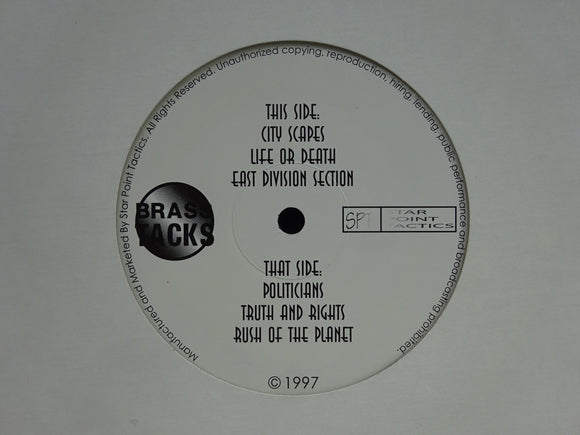 Manufactured and Marketed By Star Point Tactics. All Rights Reserved. Unauthorized copying, reproduction, hiring, lending, public performance and broadcasting prohibited.
THIS SIDE:
CITY SCAPES
LIFE OR DEATH
EAST DIVISION SECTION
BRASS
TACKS
SPT
STAR
POINT
TACTICS
THAT SIDE:
POLITICIANS
TRUTH AND RIGHTS
RUSH OF THE PLANET
© 1997